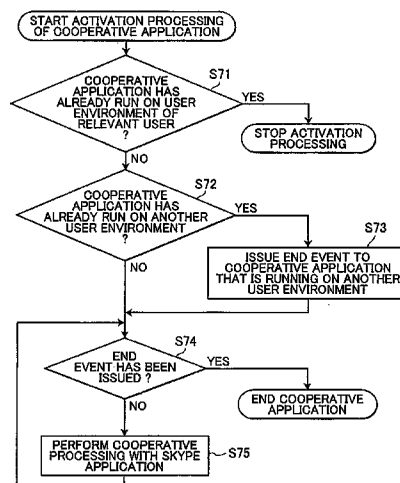 START ACTIVATION PROCESSING
OF COOPERATIVE APPLICATION
S71
COOPERATIVE
APPLICATION HAS
ALREADY RUN ON USER
ENVIRONMENT OF
RELEVANT USER
?
YES
STOP ACTIVATION
PROCESSING
NO
S72
COOPERATIVE
APPLICATION HAS
ALREADY RUN ON ANOTHER
USER ENVIRONMENT
?
YES
S73
ISSUE END EVENT TO
COOPERATIVE APPLICATION
THAT IS RUNNING ON ANOTHER
USER ENVIRONMENT
NO
S74
END
EVENT HAS BEEN
ISSUED ?
YES
END COOPERATIVE
APPLICATION
NO
PERFORM COOPERATIVE
PROCESSING WITH SKYPE
APPLICATION
S75